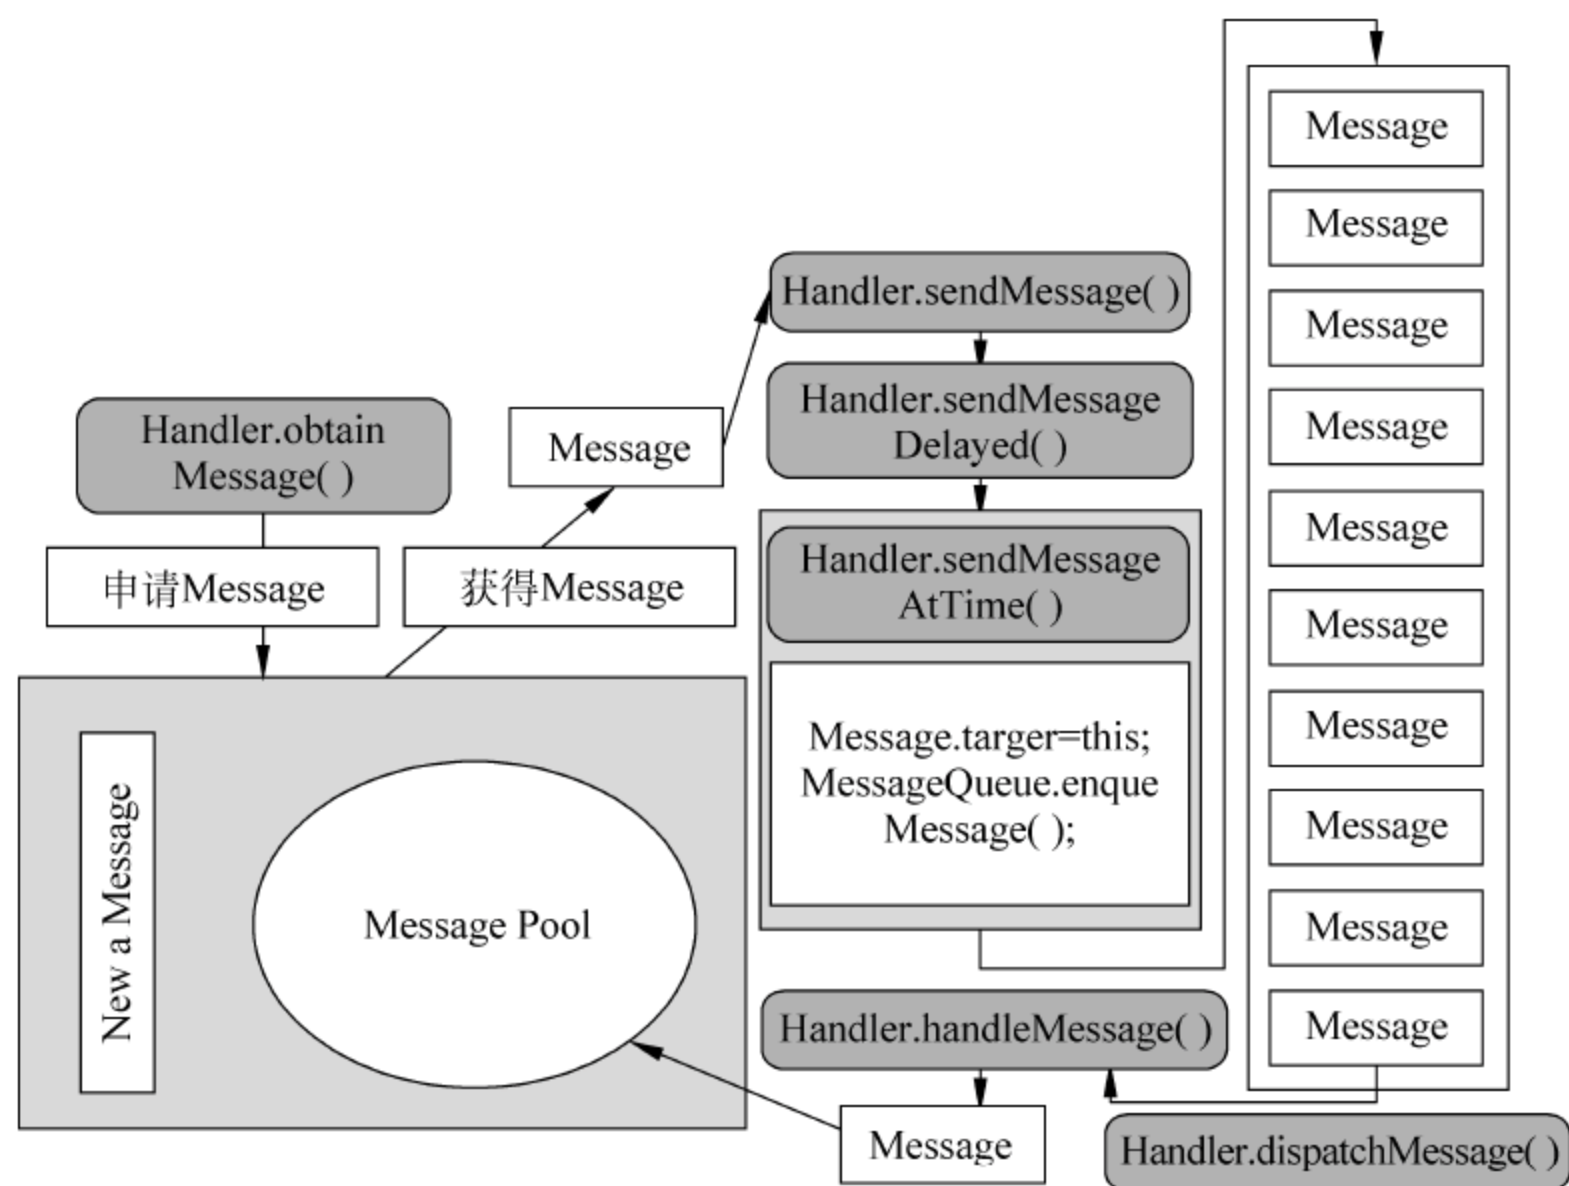 Handler.obtain
Message( )
申请Message
获得Message
New a Message
Message Pool
Message
Handler.sendMessage( )
Handler.sendMessage
Delayed( )
Handler.sendMessage
AtTime( )
Message.targer=this;
MessageQueue.enque
Message( );
Message
Message
Message
Message
Message
Message
Message
Message
Message
Message
Handler.dispatchMessage( )
Handler.handleMessage( )
Message